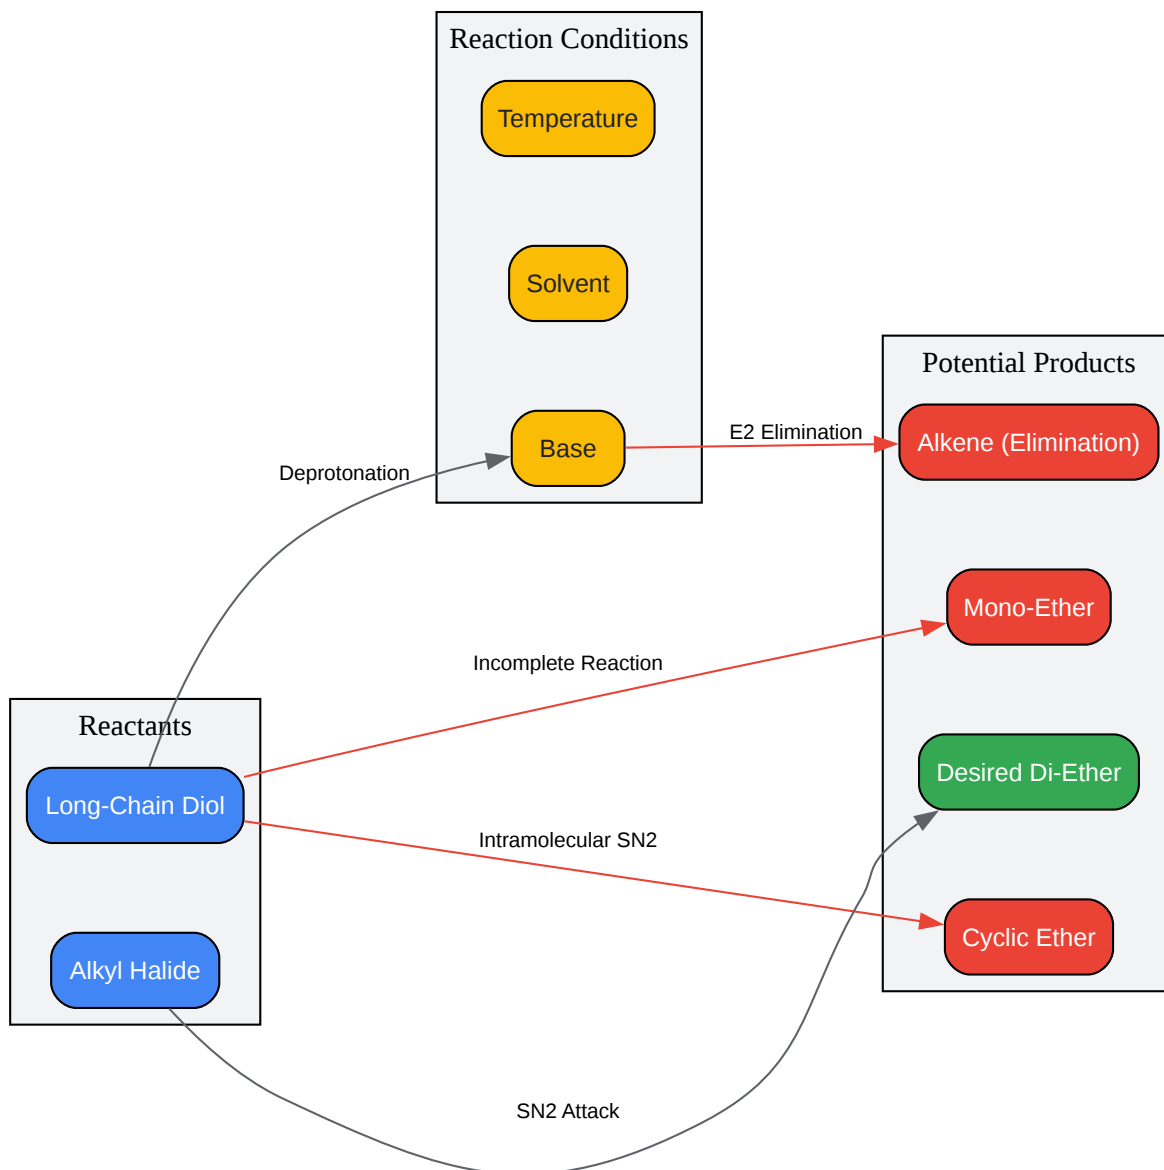 Reaction Conditions
Temperature
Solvent
Base
Deprotonation
E2 Elimination
Potential Products
Alkene (Elimination)
Mono-Ether
Desired Di-Ether
Cyclic Ether
Incomplete Reaction
Intramolecular SN2
Reactants
Long-Chain Diol
Alkyl Halide
SN2 Attack